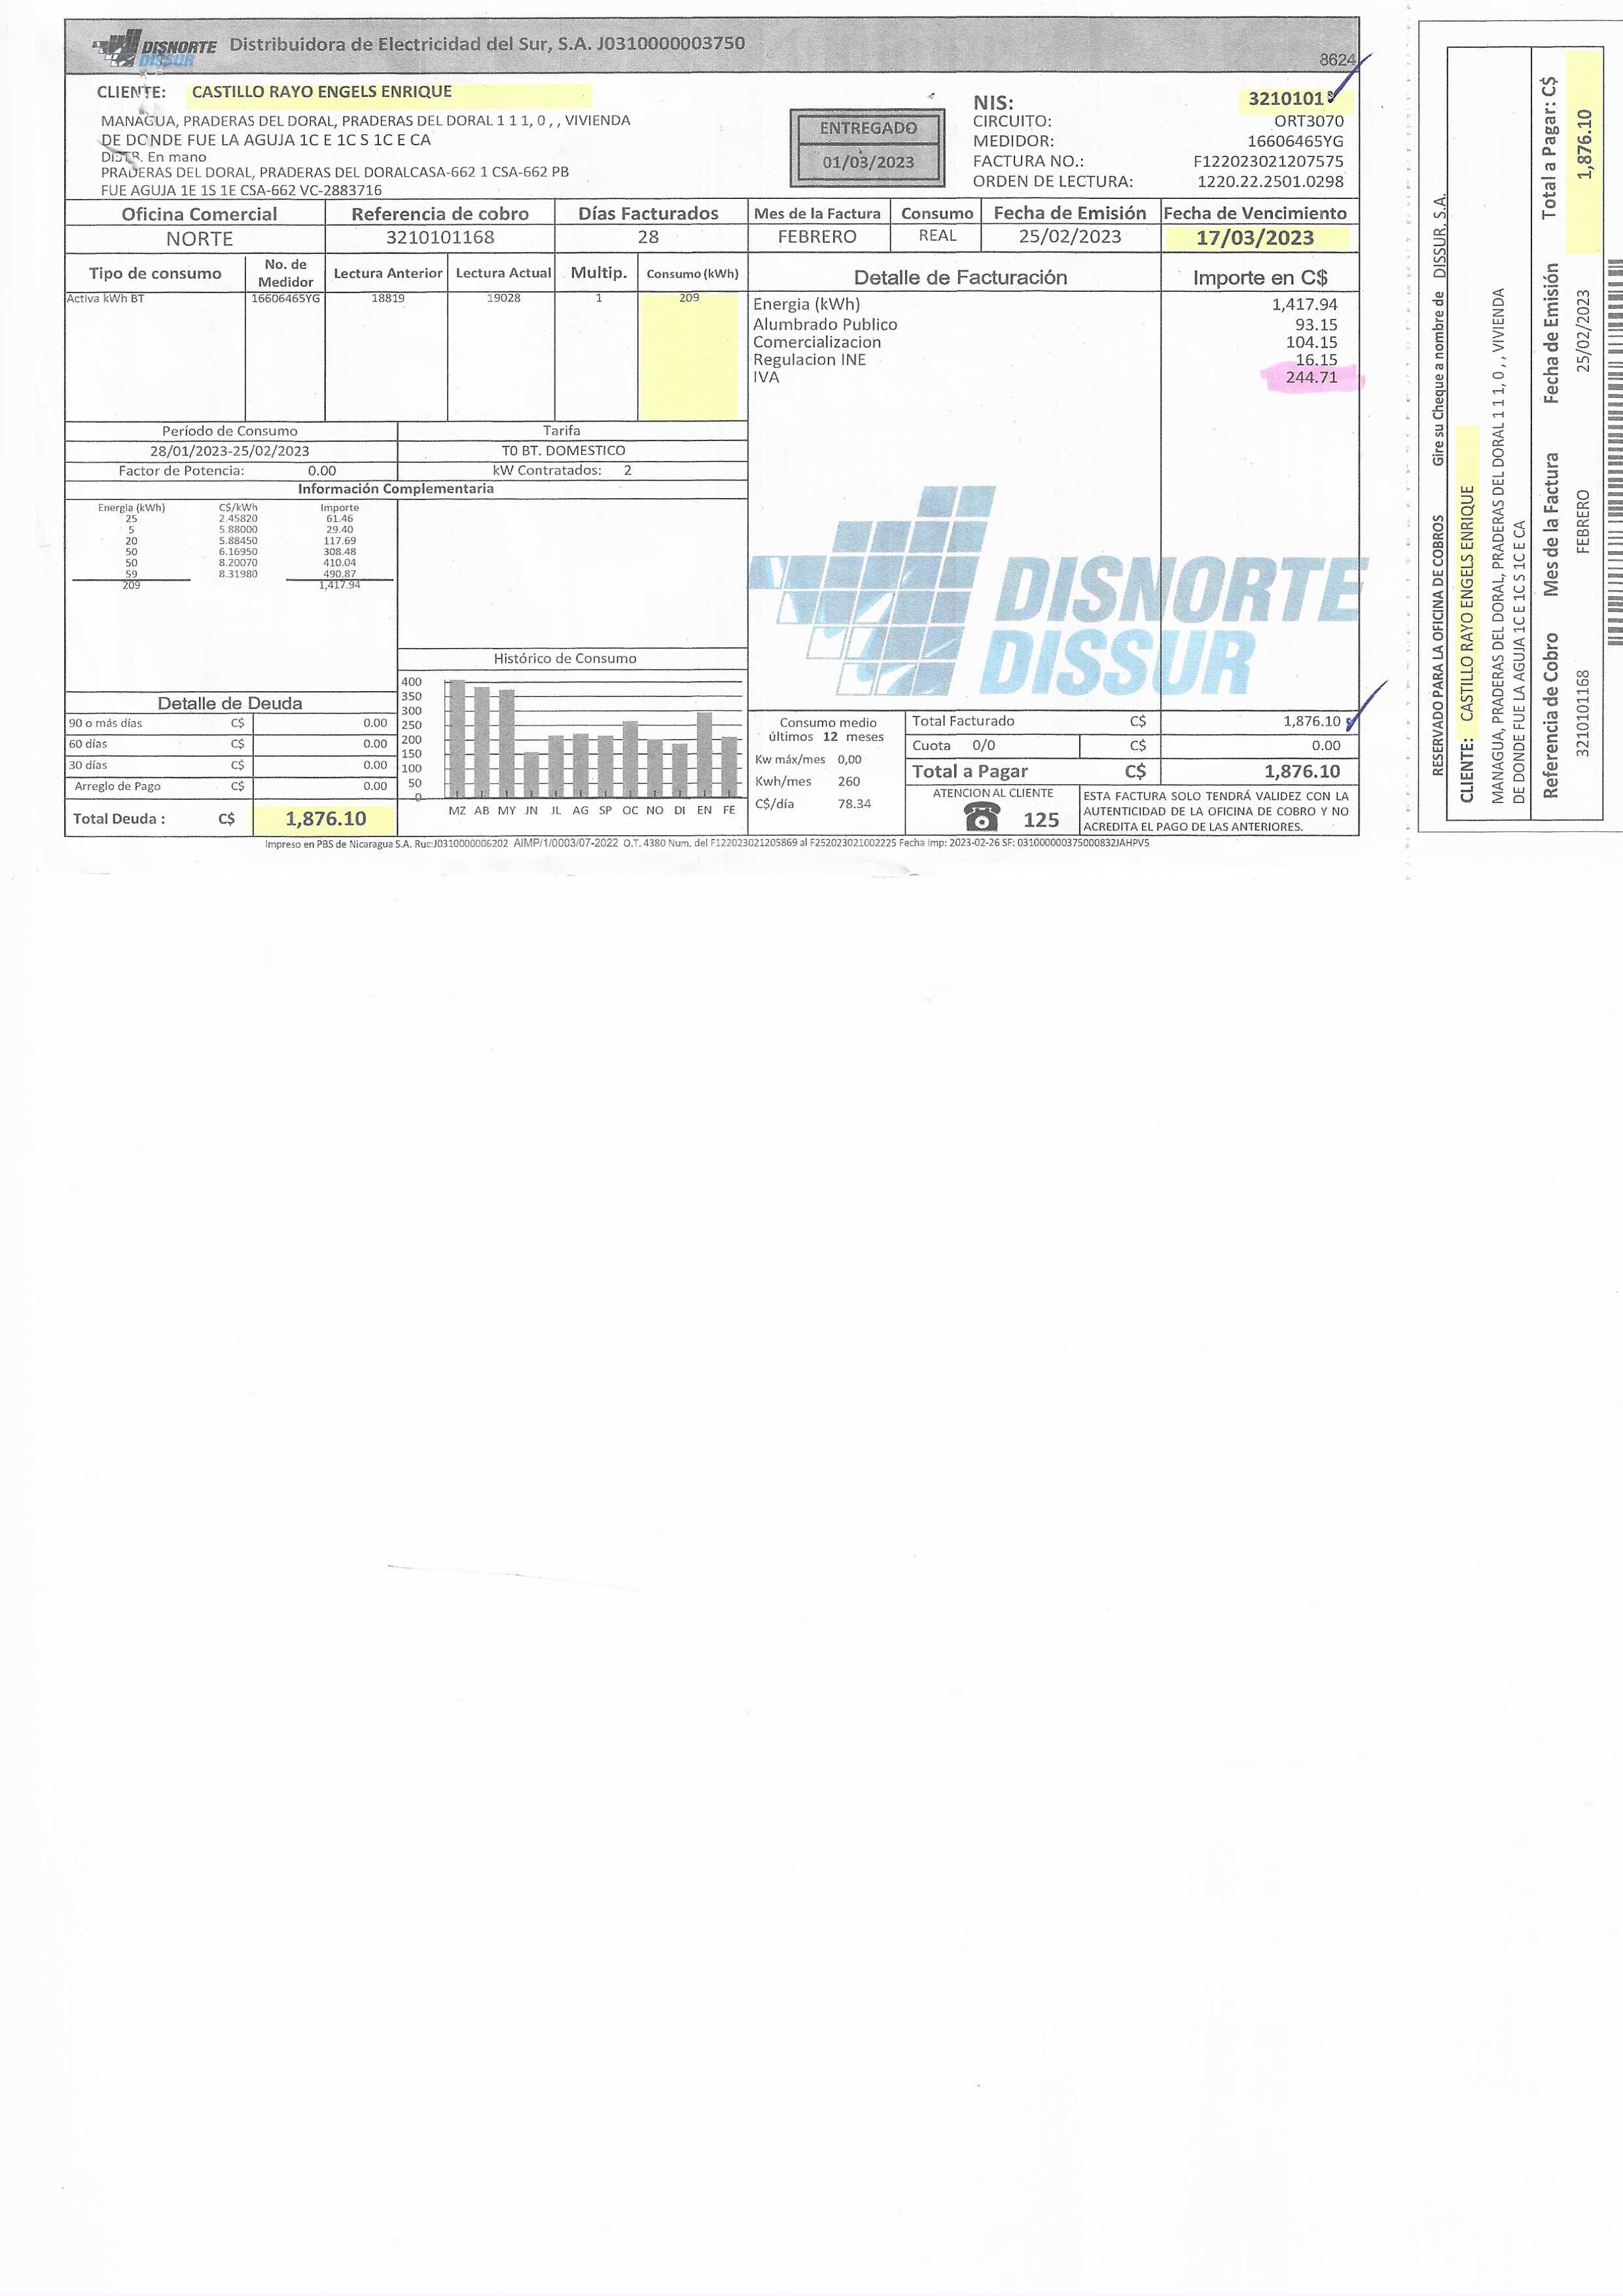 DISNORTE DISSUR Distribuidora de Electricidad del Sur, S.A. J0310000003750
8624
CLIENTE: CASTILLO RAYO ENGELS ENRIQUE
MANAGUA, PRADERAS DEL DORAL, PRADERAS DEL DORAL 1 1 1, 0 , , VIVIENDA
DE DONDE FUE LA AGUJA 1C E 1C S 1C E CA
DISTR. En mano
PRADERAS DEL DORAL, PRADERAS DEL DORALCASA-662 1 CSA-662 PB
FUE AGUJA 1E 1S 1E CSA-662 VC-2883716
ENTREGADO
01/03/2023
NIS: 3210101
CIRCUITO: ORT3070
MEDIDOR: 16606465YG
FACTURA NO.: F122023021207575
ORDEN DE LECTURA: 1220.22.2501.0298
Oficina Comercial Referencia de cobro Días Facturados Mes de la Factura Consumo Fecha de Emisión Fecha de Vencimiento
NORTE 3210101168 28 FEBRERO REAL 25/02/2023 17/03/2023
Tipo de consumo No. de Medidor Lectura Anterior Lectura Actual Multip. Consumo (kWh)
Activa kWh BT 16606465YG 18819 19028 1 209
Detalle de Facturación Importe en C$
Energia (kWh) 1,417.94
Alumbrado Publico 93.15
Comercializacion 104.15
Regulacion INE 16.15
IVA 244.71
Período de Consumo Tarifa
28/01/2023-25/02/2023 T0 BT. DOMESTICO
Factor de Potencia: 0.00 kW Contratados: 2
Información Complementaria
Energia (kWh) C$/kWh Importe
25 2.45820 61.46
5 5.88000 29.40
20 5.88450 117.69
50 6.16950 308.48
50 8.20070 410.04
59 8.31980 490.87
209 1,417.94
DISNORTE
DISSUR
Histórico de Consumo
400
350
300
250
200
150
100
50
0
MZ AB MY JN JL AG SP OC NO DI EN FE
Detalle de Deuda
90 o más días C$ 0.00
60 días C$ 0.00
30 días C$ 0.00
Arreglo de Pago C$ 0.00
Total Deuda : C$ 1,876.10
Consumo medio
últimos 12 meses
Kw máx/mes 0,00
Kwh/mes 260
C$/día 78.34
Total Facturado C$ 1,876.10
Cuota 0/0 C$ 0.00
Total a Pagar C$ 1,876.10
ATENCION AL CLIENTE
125
ESTA FACTURA SOLO TENDRÁ VALIDEZ CON LA
AUTENTICIDAD DE LA OFICINA DE COBRO Y NO
ACREDITA EL PAGO DE LAS ANTERIORES.
Impreso en PBS de Nicaragua S.A. Ruc:J0310000006202 AIMP/1/0003/07-2022 O.T. 4380 Num. del F122023021205869 al F252023021002225 Fecha Imp: 2023-02-26 SF: 031000000375000832JAHPV5
RESERVADO PARA LA OFICINA DE COBROS Gire su Cheque a nombre de DISSUR, S.A.
CLIENTE: CASTILLO RAYO ENGELS ENRIQUE
MANAGUA, PRADERAS DEL DORAL, PRADERAS DEL DORAL 1 1 1, 0 , , VIVIENDA
DE DONDE FUE LA AGUJA 1C E 1C S 1C E CA
Referencia de Cobro Mes de la Factura Fecha de Emisión Total a Pagar: C$
3210101168 FEBRERO 25/02/2023 1,876.10